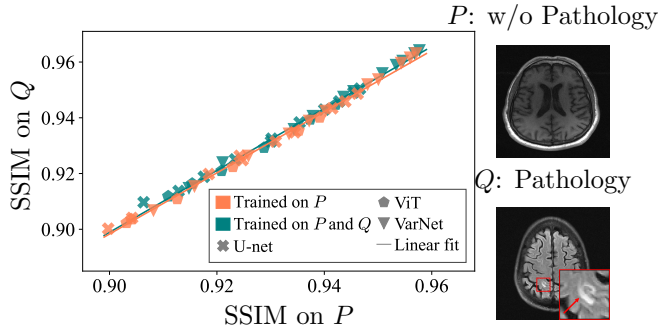 P: w/o Pathology
0.96
0.94
0.92
0.90
SSIM on Q
Trained on P
Trained on P and Q
U-net
ViT
VarNet
Linear fit
0.90 0.92 0.94 0.96
SSIM on P
Q: Pathology